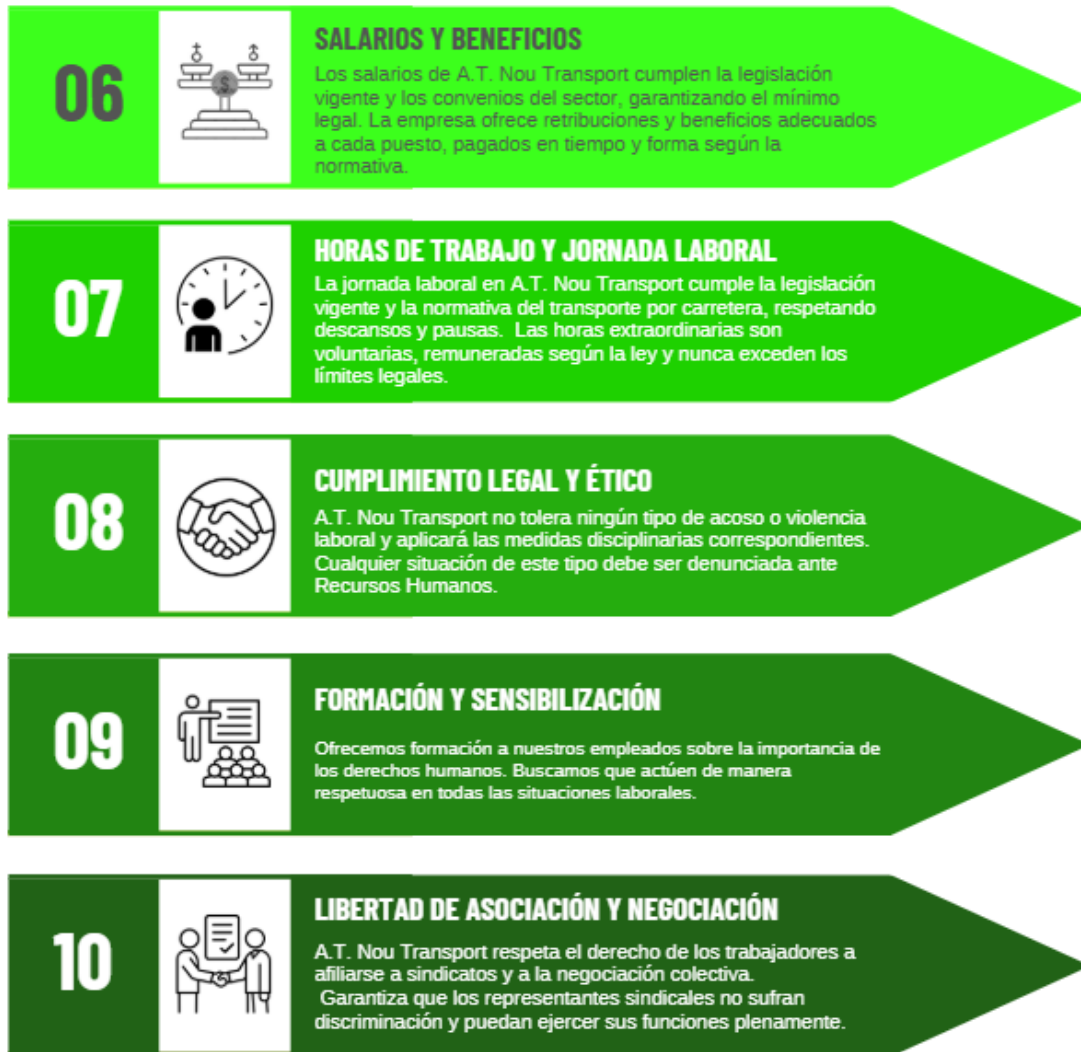 06
SALARIOS Y BENEFICIOS
Los salarios de A.T. Nou Transport cumplen la legislación
vigente y los convenios del sector, garantizando el mínimo
legal. La empresa ofrece retribuciones y beneficios adecuados
a cada puesto, pagados en tiempo y forma según la
normativa.
$
07
HORAS DE TRABAJO Y JORNADA LABORAL
La jornada laboral en A.T. Nou Transport cumple la legislación
vigente y la normativa del transporte por carretera, respetando
descansos y pausas. Las horas extraordinarias son
voluntarias, remuneradas según la ley y nunca exceden los
límites legales.
08
CUMPLIMIENTO LEGAL Y ÉTICO
A.T. Nou Transport no tolera ningún tipo de acoso o violencia
laboral y aplicará las medidas disciplinarias correspondientes.
Cualquier situación de este tipo debe ser denunciada ante
Recursos Humanos.
09
FORMACIÓN Y SENSIBILIZACIÓN
Ofrecemos formación a nuestros empleados sobre la importancia de
los derechos humanos. Buscamos que actúen de manera
respetuosa en todas las situaciones laborales.
10
LIBERTAD DE ASOCIACIÓN Y NEGOCIACIÓN
A.T. Nou Transport respeta el derecho de los trabajadores a
afiliarse a sindicatos y a la negociación colectiva.
Garantiza que los representantes sindicales no sufran
discriminación y puedan ejercer sus funciones plenamente.